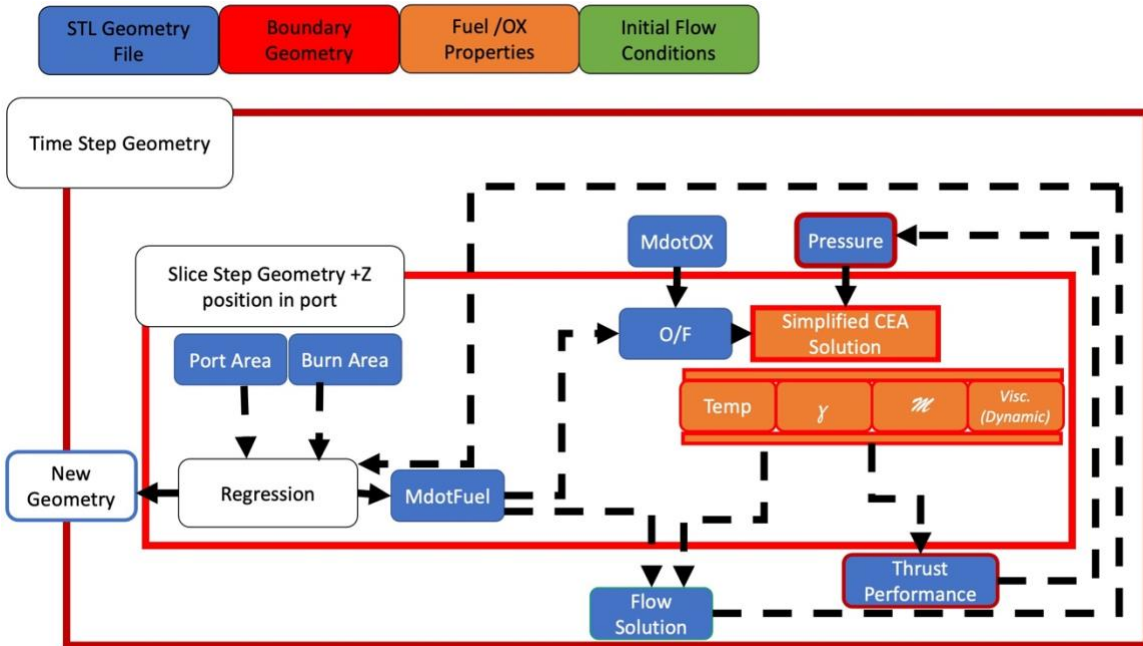 STL Geometry
File
Boundary
Geometry
Fuel /OX
Properties
Initial Flow
Conditions
Time Step Geometry
MdotOX
Pressure
Slice Step Geometry +Z
position in port
O/F
Simplified CEA
Solution
Port Area
Burn Area
Temp
γ
ℳ
Visc.
(Dynamic)
New
Geometry
Regression
MdotFuel
Thrust
Performance
Flow
Solution